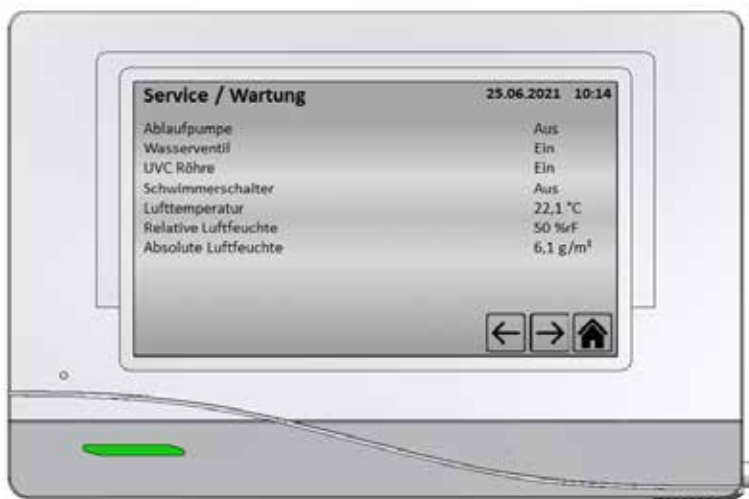 Service / Wartung 25.06.2021 10:14
Ablaufpumpe Aus
Wasserventil Ein
UVC Röhre Ein
Schwimmerschalter Aus
Lufttemperatur 22,1 °C
Relative Luftfeuchte 50 %rF
Absolute Luftfeuchte 6,1 g/m³